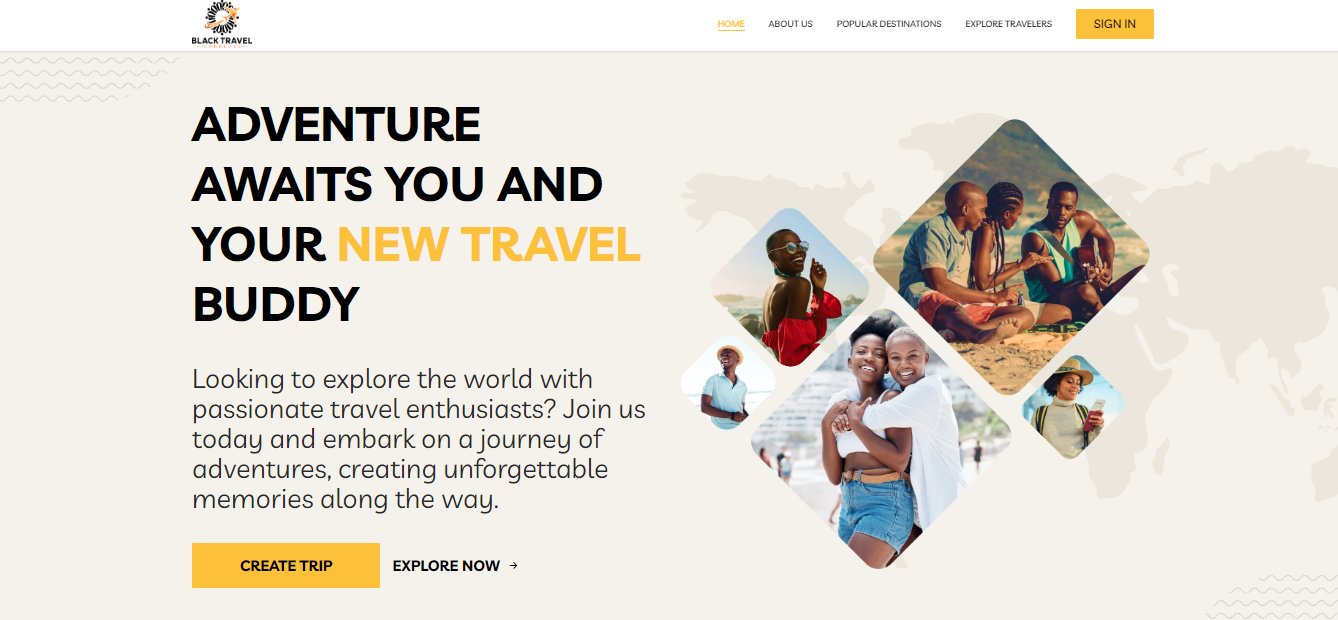 BLACK TRAVEL
CONNECTS
HOME
ABOUT US
POPULAR DESTINATIONS
EXPLORE TRAVELERS
SIGN IN
ADVENTURE
AWAITS YOU AND
YOUR NEW TRAVEL
BUDDY
Looking to explore the world with
passionate travel enthusiasts? Join us
today and embark on a journey of
adventures, creating unforgettable
memories along the way.
CREATE TRIP
EXPLORE NOW →